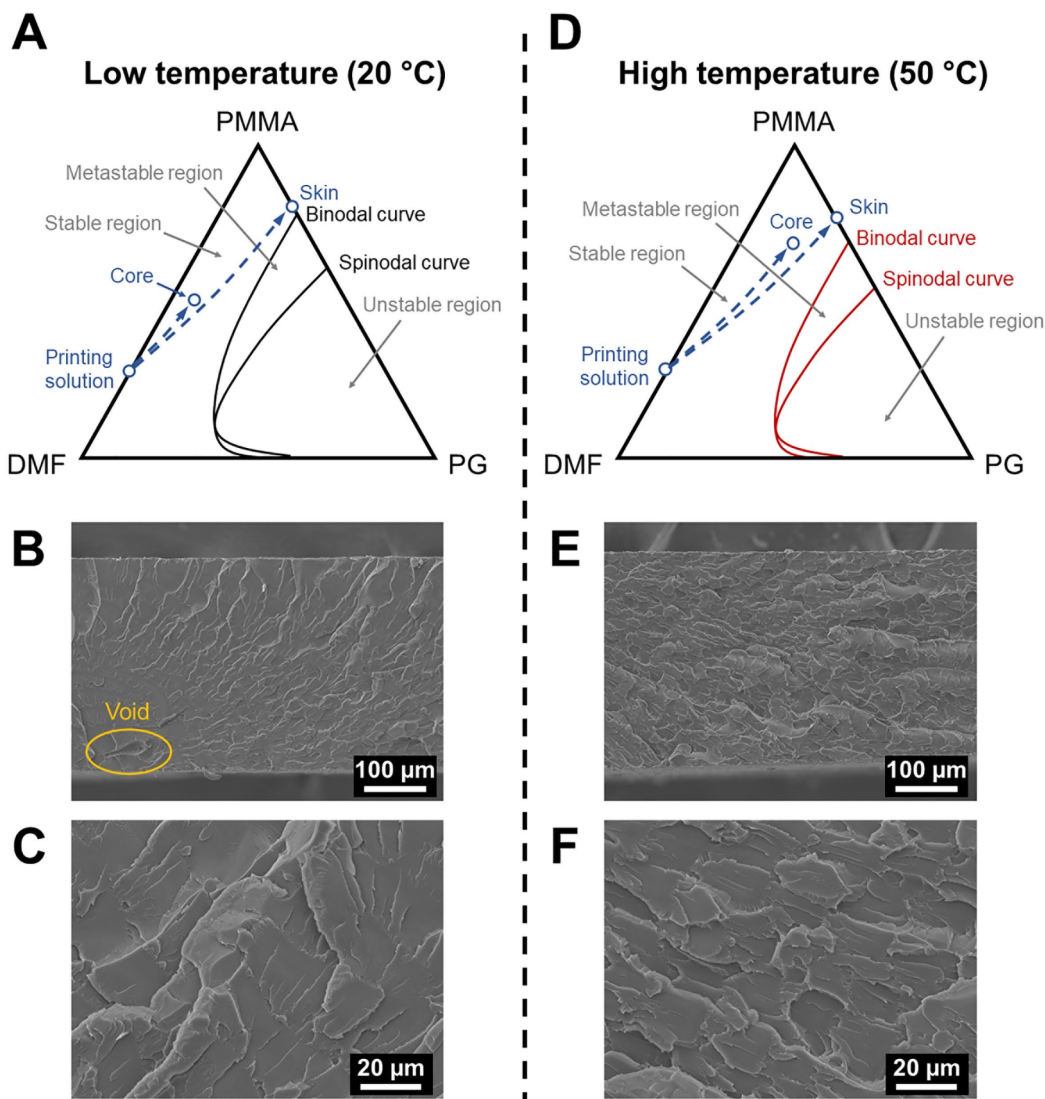 A
Low temperature (20 °C)
PMMA
Metastable region
Skin
Binodal curve
Stable region
Spinodal curve
Core
Unstable region
Printing
solution
DMF
PG
B
Void
100 µm
C
20 µm
D
High temperature (50 °C)
PMMA
Metastable region
Core
Skin
Stable region
Binodal curve
Spinodal curve
Unstable region
Printing
solution
DMF
PG
E
100 µm
F
20 µm